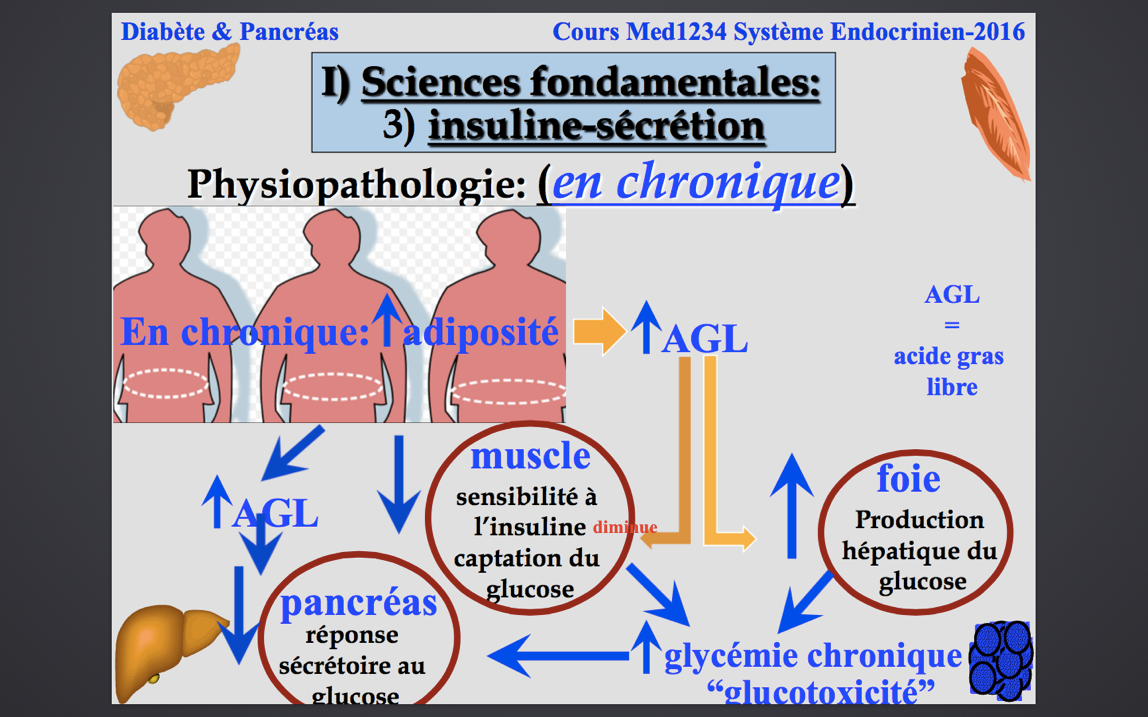 Diabète & Pancréas
Cours Med1234 Système Endocrinien-2016
I) Sciences fondamentales:
3) insuline-sécrétion
Physiopathologie: (en chronique)
En chronique: adiposité
AGL
AGL
=
acide gras
libre
AGL
muscle
sensibilité à
l’insuline diminue
captation du
glucose
foie
Production
hépatique du
glucose
pancréas
réponse
sécrétoire au
glucose
glycémie chronique
“glucotoxicité”